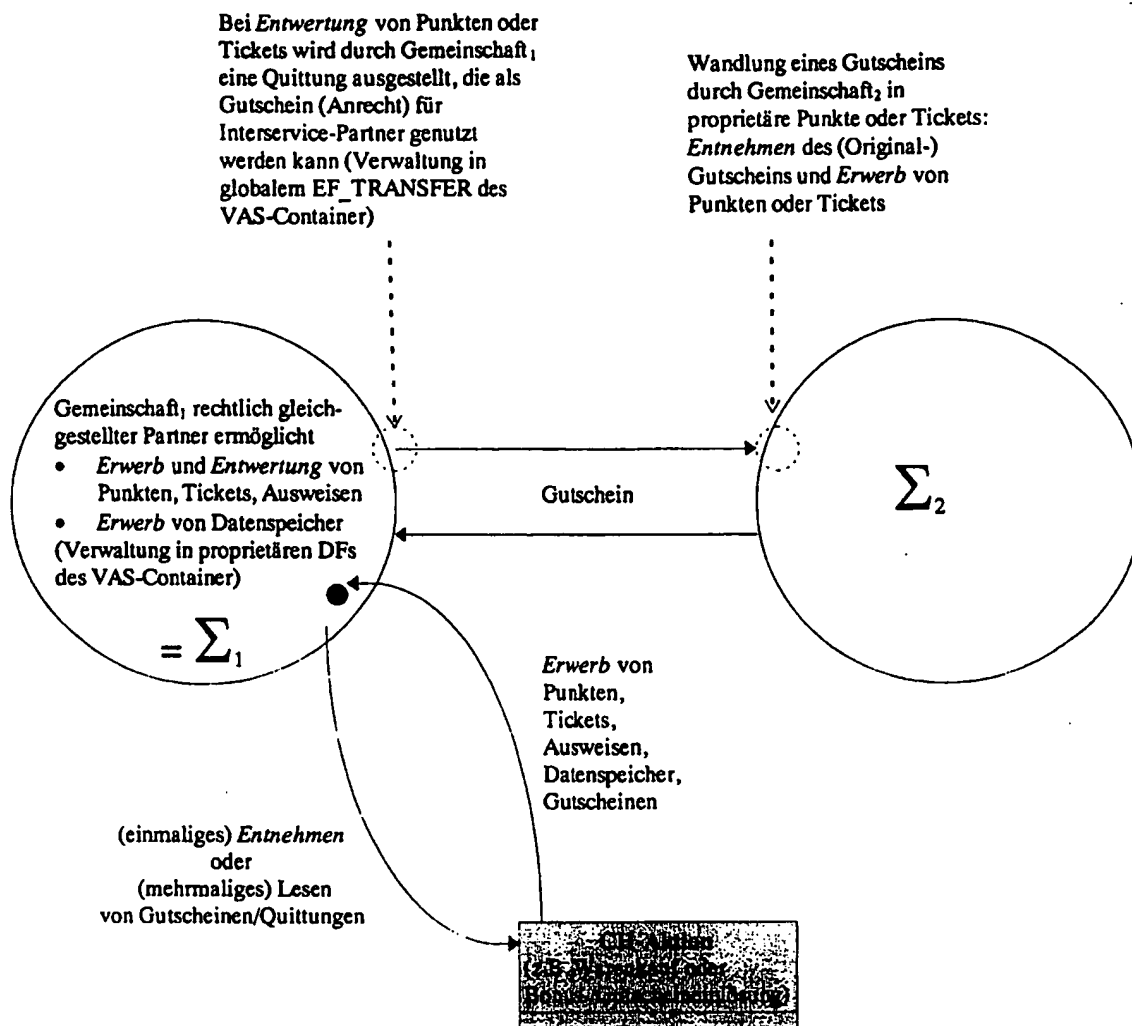 Bei Entwertung von Punkten oder
Tickets wird durch Gemeinschaft₁
eine Quittung ausgestellt, die als
Gutschein (Anrecht) für
Interservice-Partner genutzt
werden kann (Verwaltung in
globalem EF_TRANSFER des
VAS-Container)
Wandlung eines Gutscheins
durch Gemeinschaft₂ in
proprietäre Punkte oder Tickets:
Entnehmen des (Original-)
Gutscheins und Erwerb von
Punkten oder Tickets
Gemeinschaft₁ rechtlich gleich-
gestellter Partner ermöglicht
• Erwerb und Entwertung von
Punkten, Tickets, Ausweisen
• Erwerb von Datenspeicher
(Verwaltung in proprietären DFs
des VAS-Container)
= Σ₁
Gutschein
Σ₂
Erwerb von
Punkten,
Tickets,
Ausweisen,
Datenspeicher,
Gutscheinen
(einmaliges) Entnehmen
oder
(mehrmaliges) Lesen
von Gutscheinen/Quittungen
CH-Aktion
(z.B. Warenkauf oder